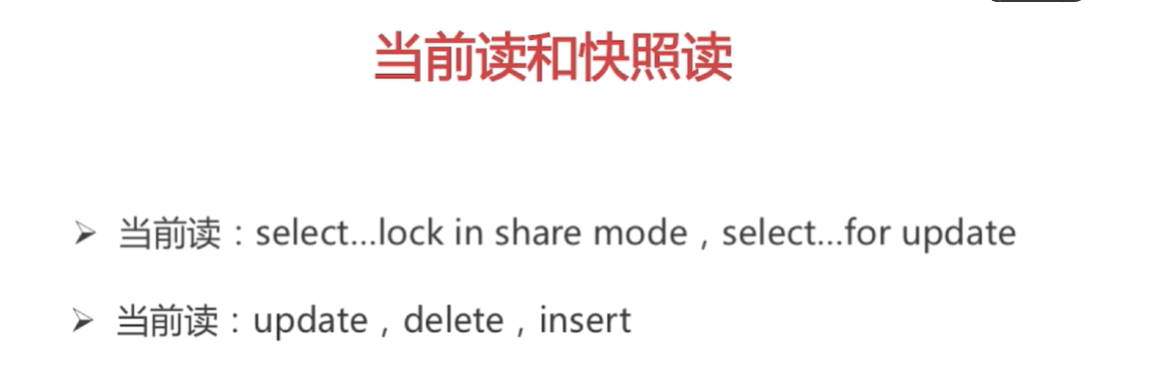 当前读和快照读
➤ 当前读：select...lock in share mode，select...for update
➤ 当前读：update，delete，insert